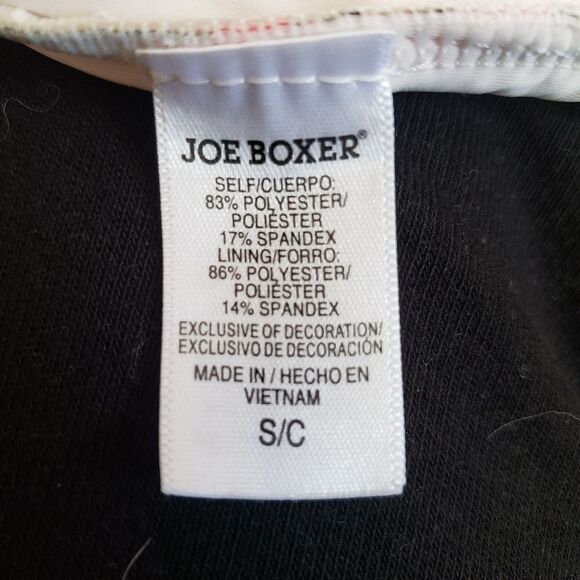 JOE BOXER®
SELF/CUERPO:
83% POLYESTER/
POLIÉSTER
17% SPANDEX
LINING/FORRO:
86% POLYESTER/
POLIÉSTER
14% SPANDEX
EXCLUSIVE OF DECORATION/
EXCLUSIVO DE DECORACIÓN
MADE IN / HECHO EN
VIETNAM
S/C